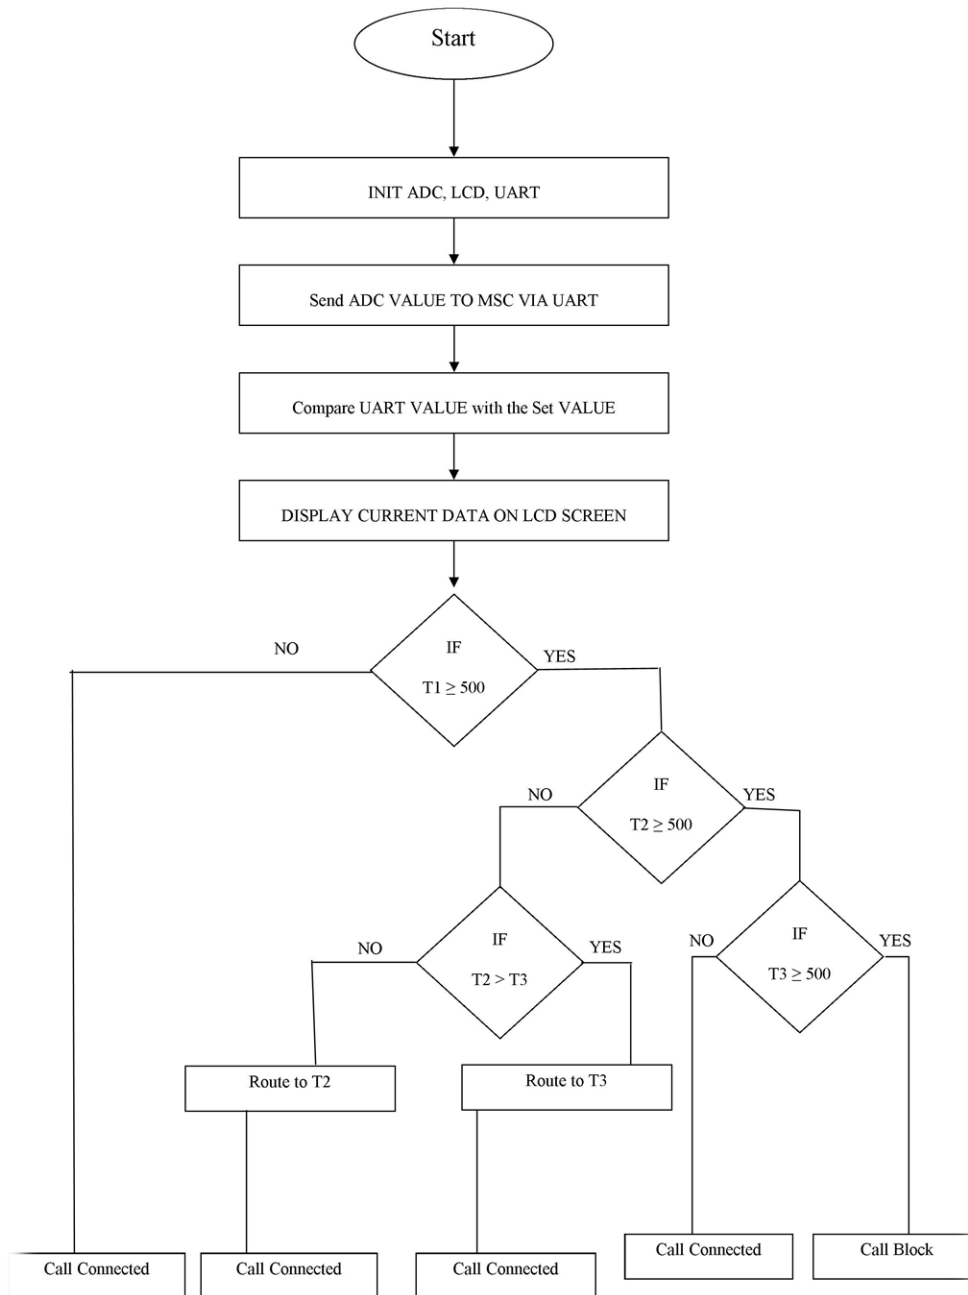 Start
INIT ADC, LCD, UART
Send ADC VALUE TO MSC VIA UART
Compare UART VALUE with the Set VALUE
DISPLAY CURRENT DATA ON LCD SCREEN
NO
IF
YES
T1 ≥ 500
NO
IF
YES
T2 ≥ 500
NO
IF
YES
T2 > T3
NO
IF
YES
T3 ≥ 500
Route to T2
Route to T3
Call Connected
Call Connected
Call Connected
Call Connected
Call Block